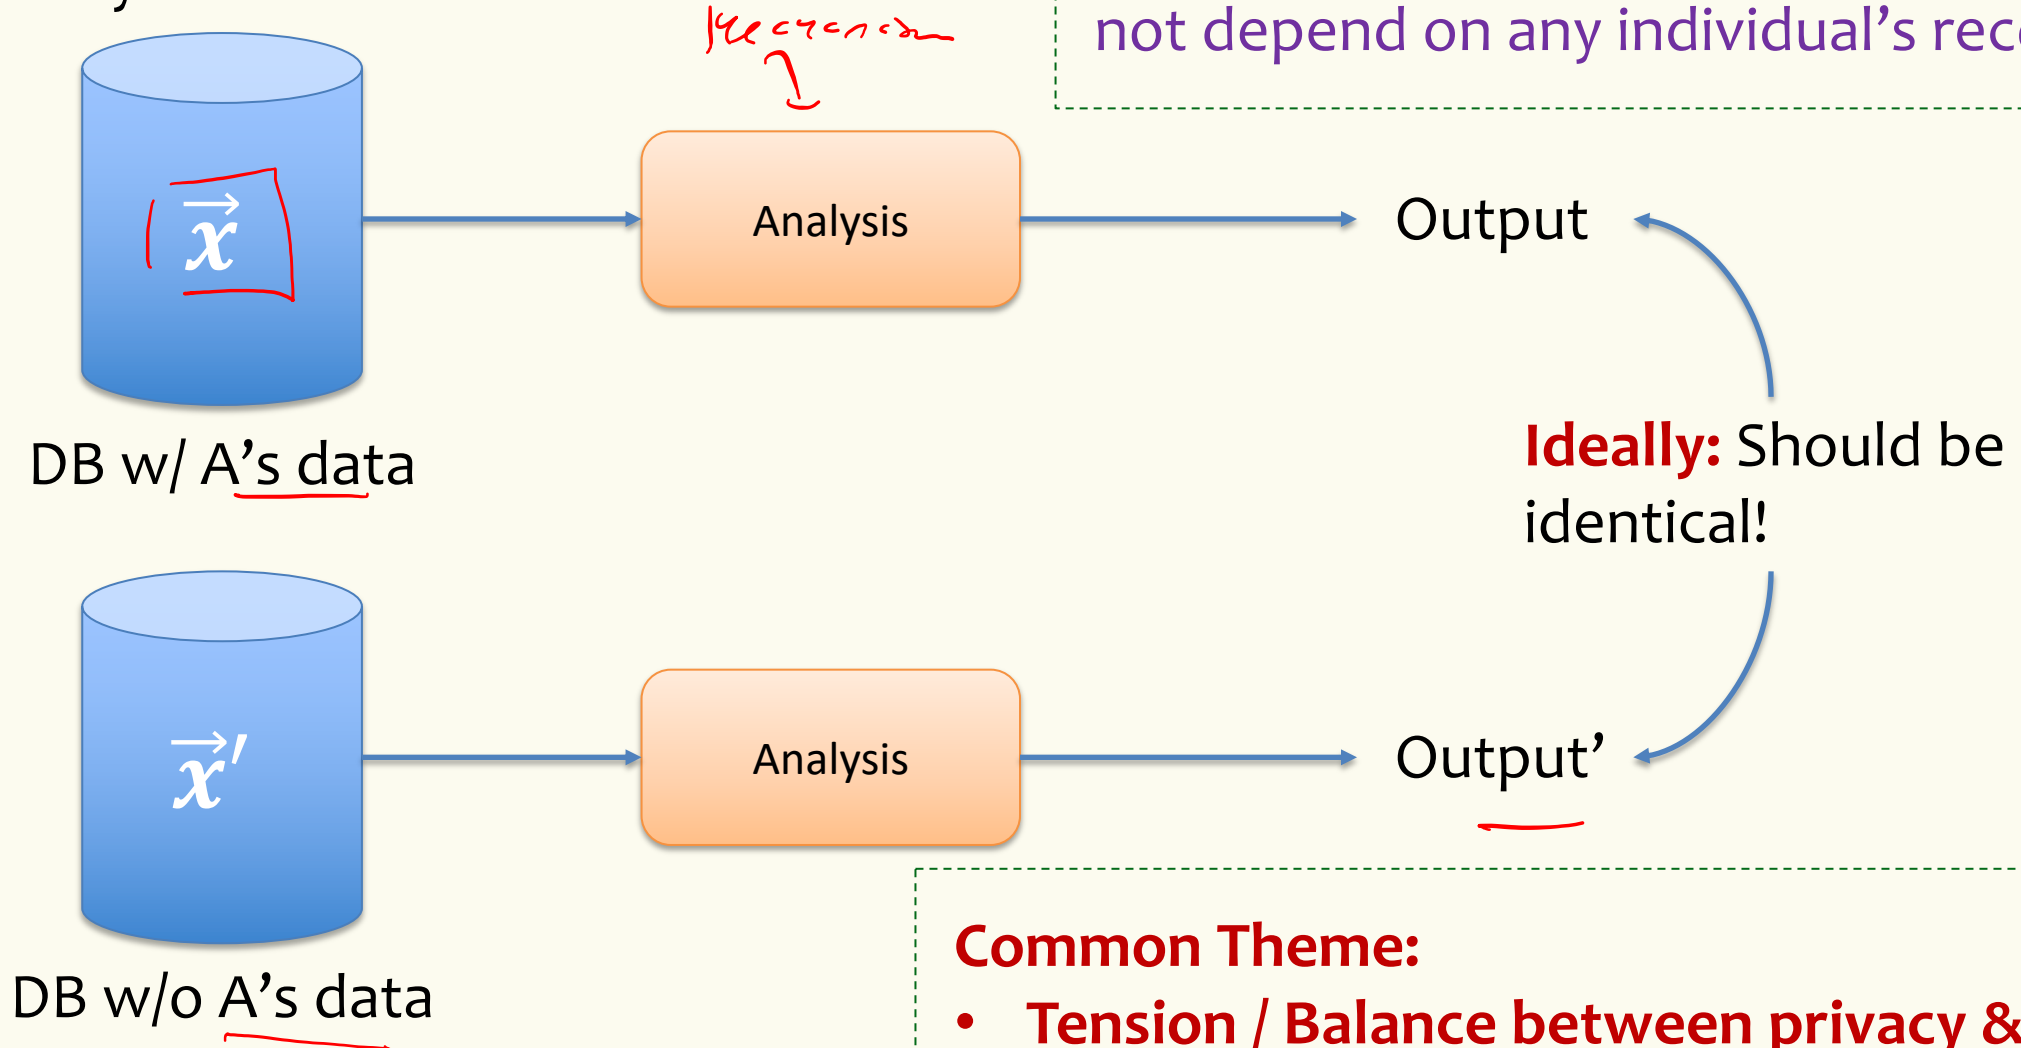 not depend on any individual's
Mechanism
x
Analysis
Output
DB w/ A's data
Ideally: Should be
identical!
x'
Analysis
Output'
DB w/o A's data
Common Theme:
• Tension / Balance between privacy &